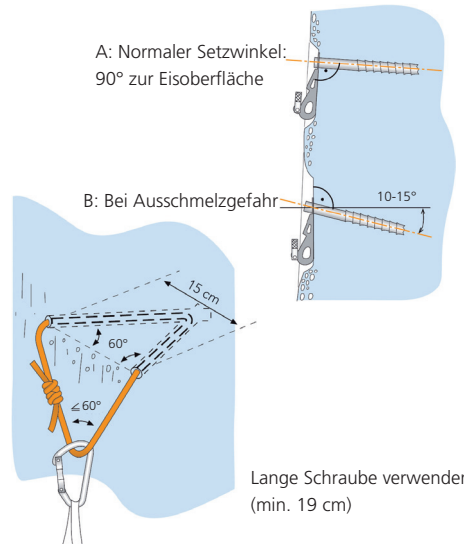 A: Normaler Setzwinkel:
90° zur Eisoberfläche
B: Bei Ausschmelzgefahr
10-15°
15 cm
60°
≤60°
Lange Schraube verwenden
(min. 19 cm)